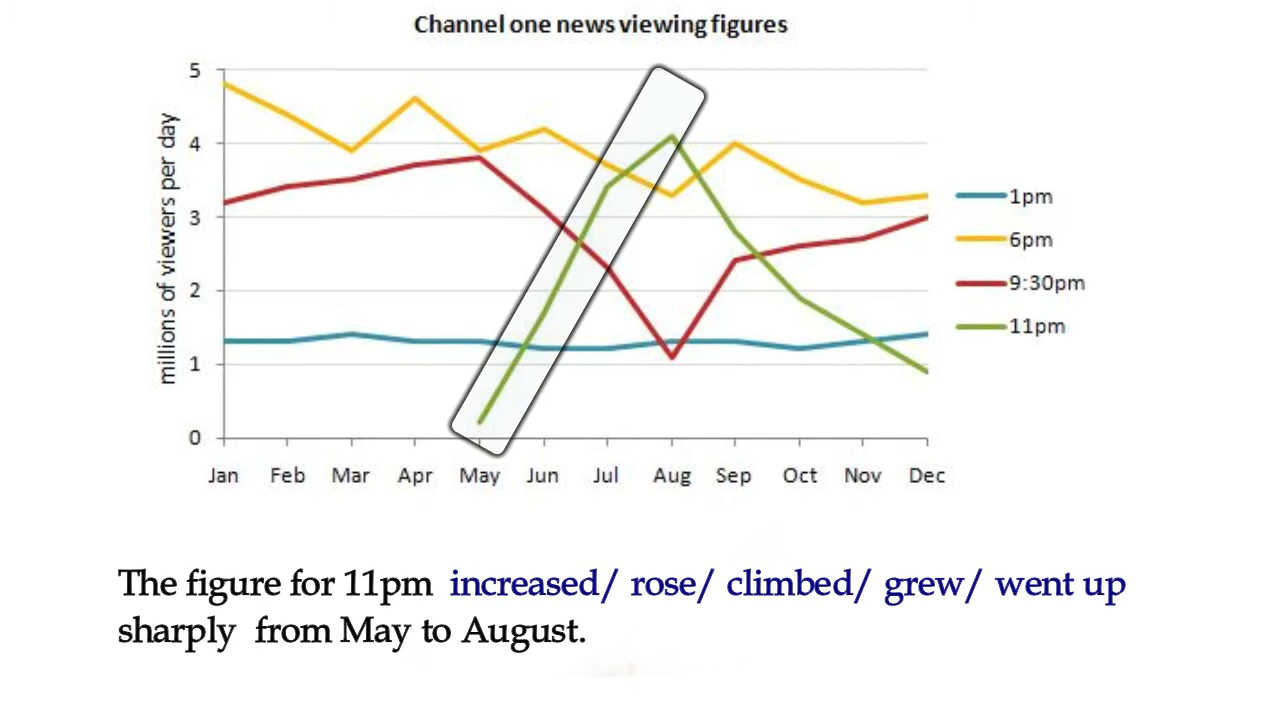 Channel one news viewing figures
millions of viewers per day
5
4
3
2
1
0
Jan Feb Mar Apr May Jun Jul Aug Sep Oct Nov Dec
1pm
6pm
9:30pm
11pm
The figure for 11pm increased/ rose/ climbed/ grew/ went up
sharply from May to August.